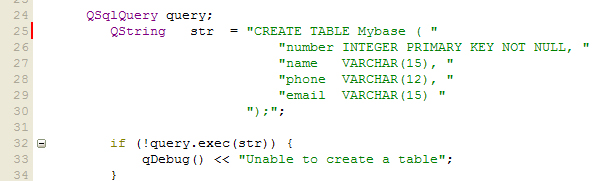 24 QSqlQuery query;
25 QString str = "CREATE TABLE Mybase ( "
26 "number INTEGER PRIMARY KEY NOT NULL, "
27 "name VARCHAR(15), "
28 "phone VARCHAR(12), "
29 "email VARCHAR(15) "
30 ");";
31
32 if (!query.exec(str)) {
33 qDebug() << "Unable to create a table";
34 }